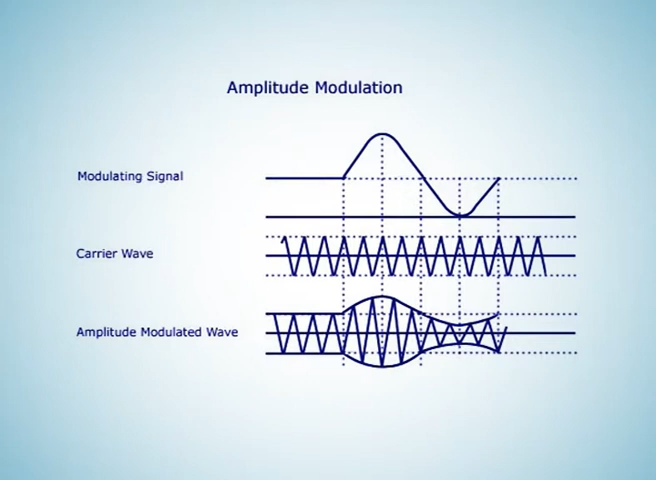 Amplitude Modulation
Modulating Signal
Carrier Wave
Amplitude Modulated Wave